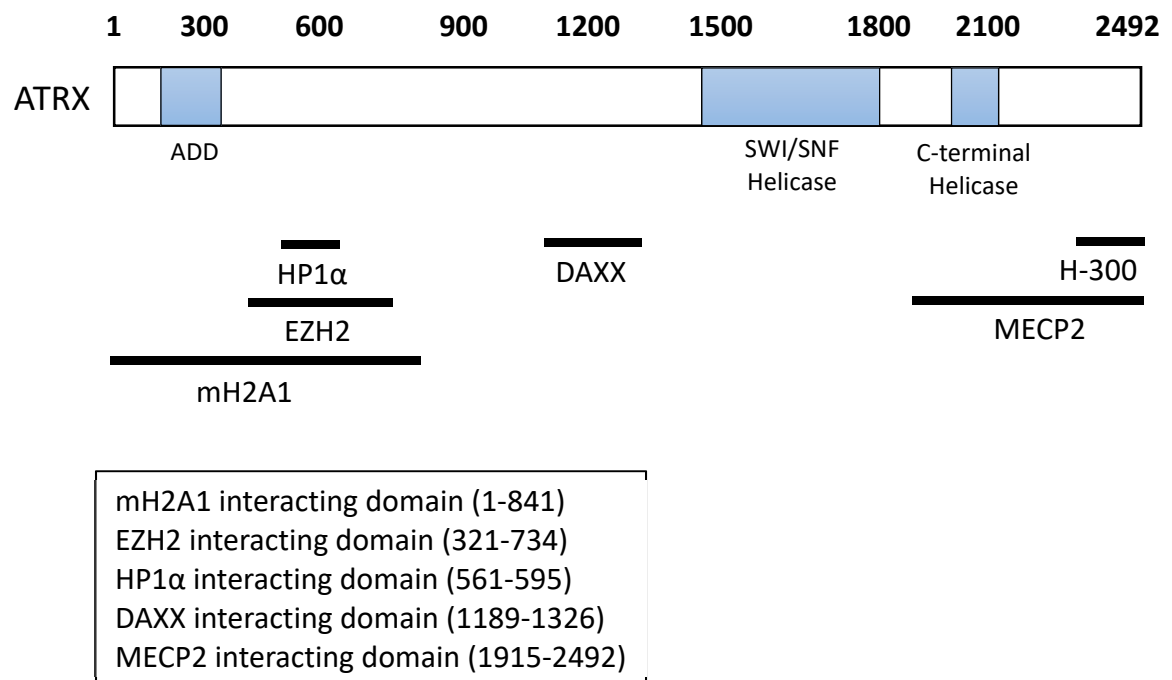 1 300 600 900 1200 1500 1800 2100 2492
ATRX
ADD
SWI/SNF
Helicase
C-terminal
Helicase
HP1α
DAXX
H-300
EZH2
MECP2
mH2A1
mH2A1 interacting domain (1-841)
EZH2 interacting domain (321-734)
HP1α interacting domain (561-595)
DAXX interacting domain (1189-1326)
MECP2 interacting domain (1915-2492)